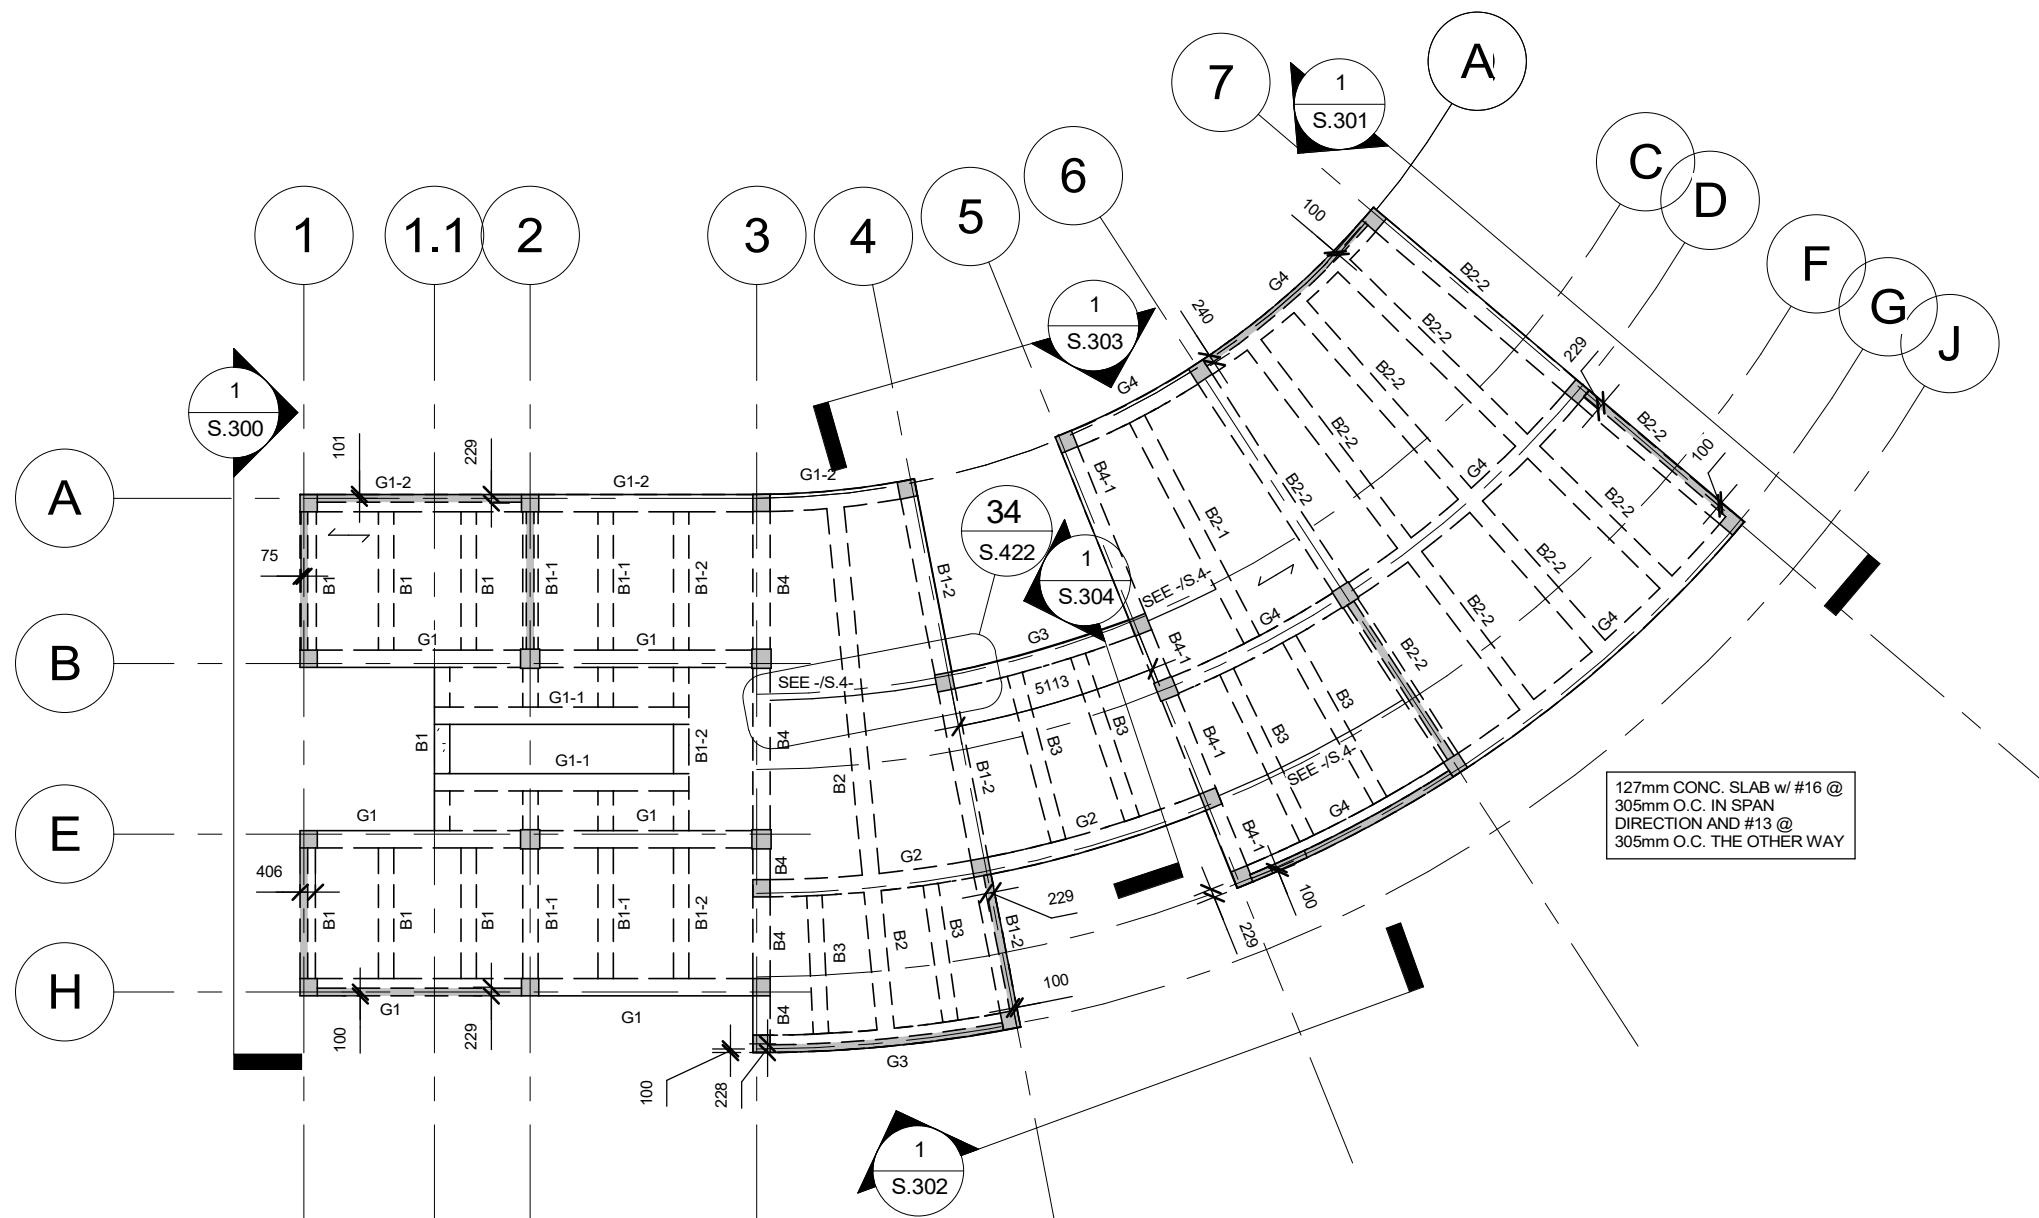 7
1
S.301
A
C
D
F
G
J
6
5
4
3
2
1.1
1
1
S.303
1
S.300
34
S.422
1
S.304
A
B
E
H
100
240
G4
B2-2
B2-2
B2-2
B2-2
B2-2
229
B2-2
100
B2-2
B2-2
B2-2
G4
G4
G4
B4-1
B2-1
B2-2
SEE -/S.4-
G4
B4-1
G3
5113
B3
B3
B4-1
B3
B3
SEE -/S.4-
G4
B4-1
100
229
101
229
G1-2
G1-2
G1-2
75
B1
B1
B1
B1-1
B1-1
B1-2
B4
B1-2
G1
G1
SEE -/S.4-
G1-1
B1
G1-1
B1-2
B4
B2
B1-2
G1
G1
G2
G2
B4
406
B1
B1
B1
B1-1
B1-1
B1-2
B4
B3
B2
B3
B1-2
229
100
B4
G1
G1
100
229
100
228
G3
1
S.302
127mm CONC. SLAB w/ #16 @
305mm O.C. IN SPAN
DIRECTION AND #13 @
305mm O.C. THE OTHER WAY